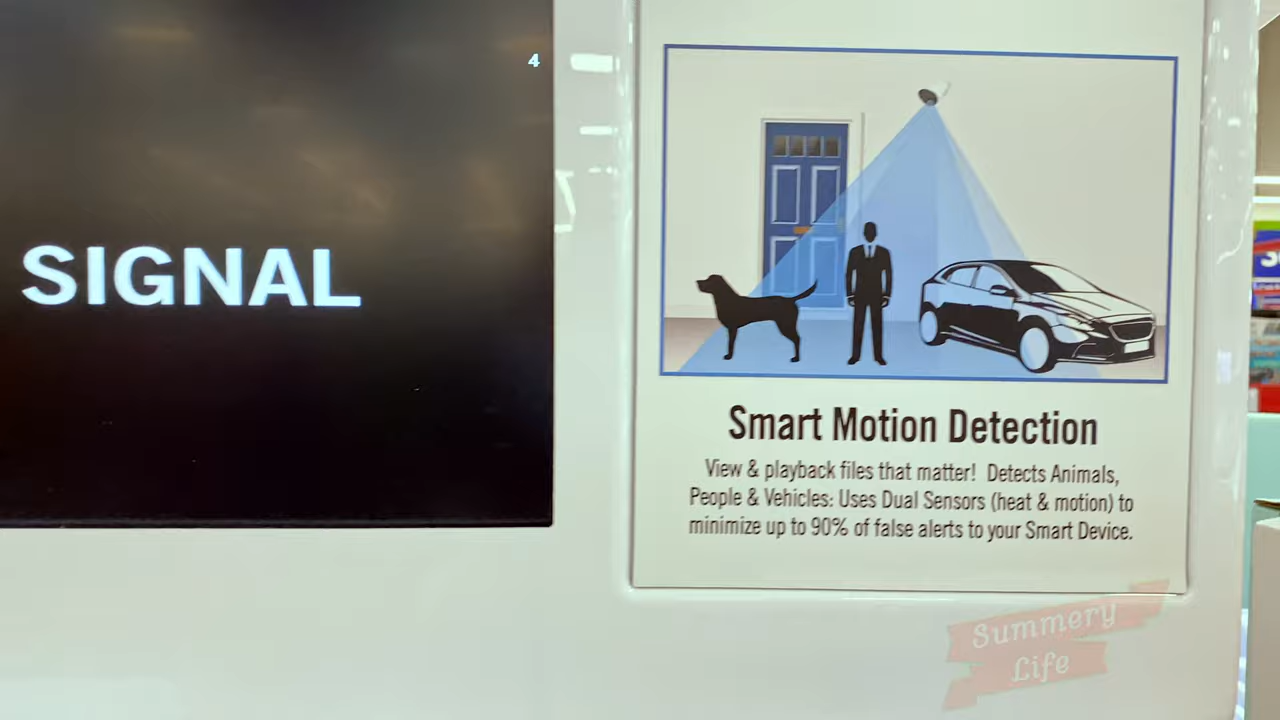 4
SIGNAL
Smart Motion Detection
View & playback files that matter! Detects Animals,
People & Vehicles: Uses Dual Sensors (heat & motion) to
minimize up to 90% of false alerts to your Smart Device.
Summery
Life